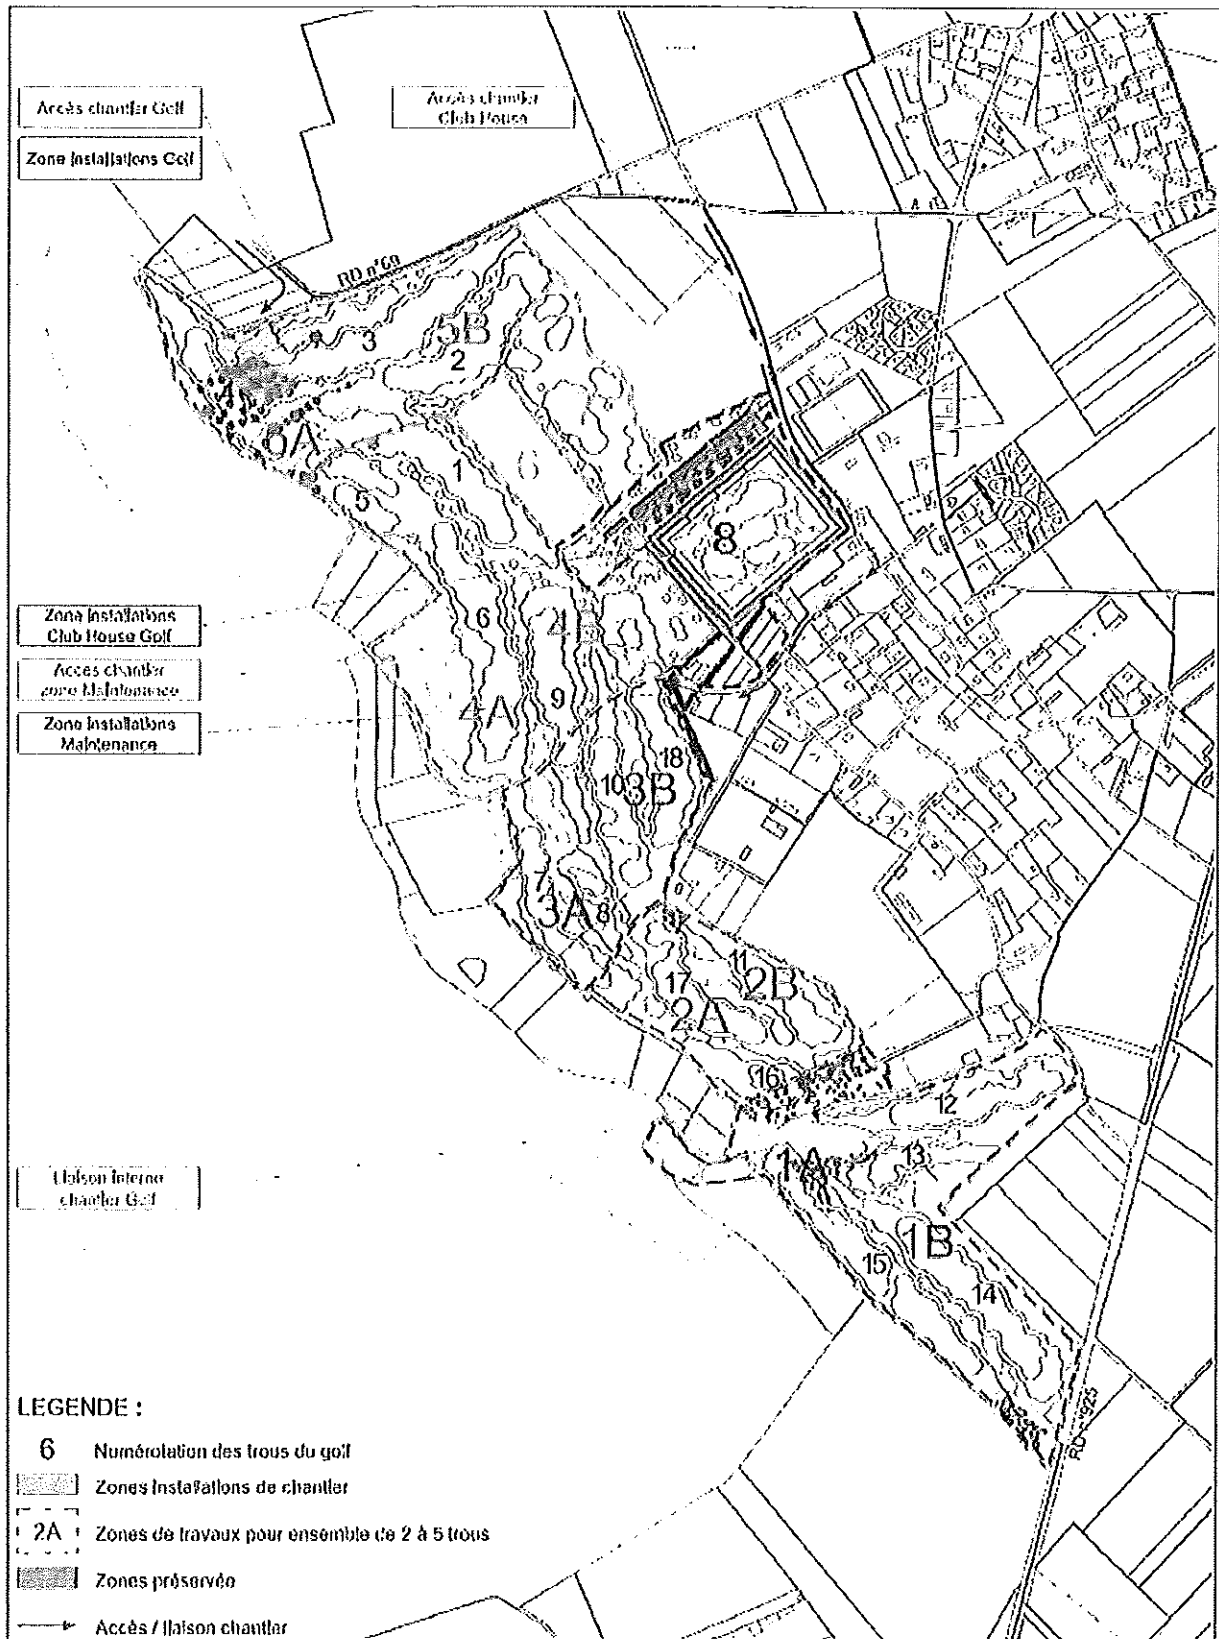 Accès chantier Golf
Accès chantier
Club House
Zone Installations Golf
RD n°69
3
5B
2
4
5A
1
6
5
8
Zone Installations
Club House Golf
6
4B
Accès chantier
zone Maintenance
9
4A
Zone Installations
Maintenance
18
10
3B
7
3A
8
11
17
2B
2A
16
12
1A
13
Liaison Interne
chantier Golf
1B
15
14
LEGENDE :
6 Numérotation des trous du golf
Zones Installations de chantier
2A Zones de travaux pour ensemble de 2 à 5 trous
Zones préservée
Accès / liaison chantier